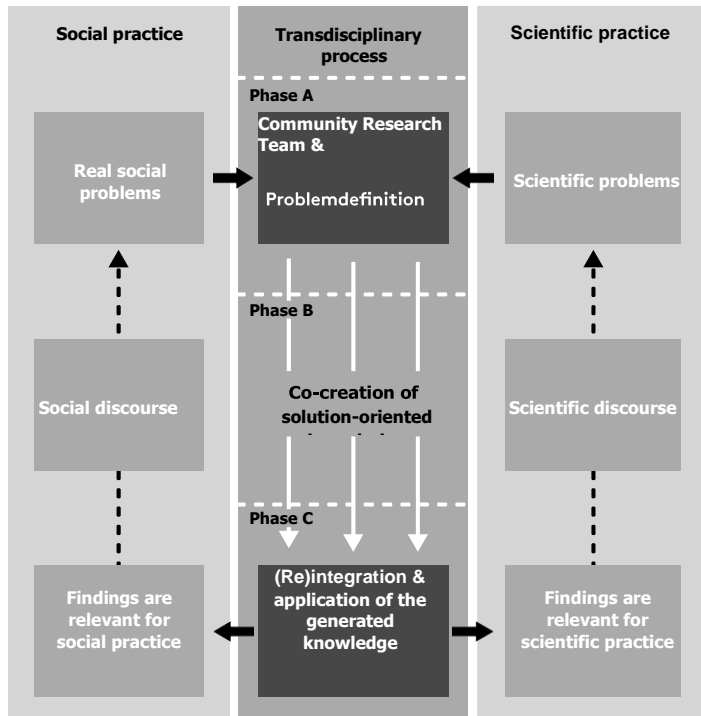 Social practice
Transdisciplinary
process
Scientific practice
Phase A
Community Research
Team &
Problemdefinition
Real social
problems
Scientific problems
Phase B
Co-creation of
solution-oriented
Social discourse
Scientific discourse
Phase C
(Re)integration &
application of the
generated
knowledge
Findings are
relevant for
social practice
Findings are
relevant for
scientific practice